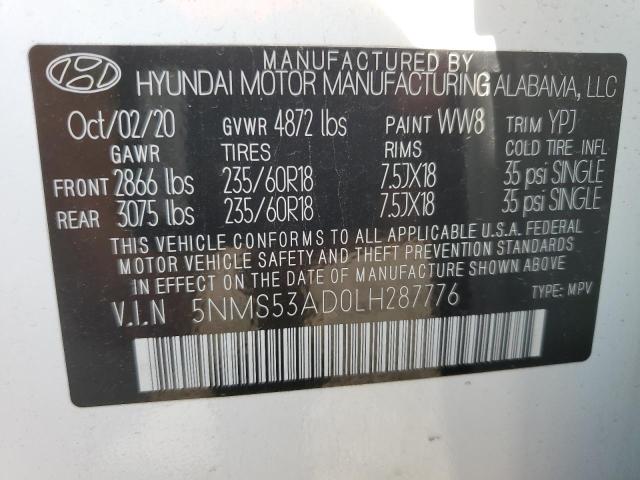 MANUFACTURED BY
HYUNDAI MOTOR MANUFACTURING ALABAMA, LLC
Oct/02/20 GVWR 4872 lbs PAINT WW8 TRIM YPJ
GAWR TIRES RIMS COLD TIRE INFL
FRONT 2866 lbs 235/60R18 7.5JX18 35 psi SINGLE
REAR 3075 lbs 235/60R18 7.5JX18 35 psi SINGLE
THIS VEHICLE CONFORMS TO ALL APPLICABLE U.S.A. FEDERAL
MOTOR VEHICLE SAFETY AND THEFT PREVENTION STANDARDS
IN EFFECT ON THE DATE OF MANUFACTURE SHOWN ABOVE.
V.I.N 5NMS53AD0LH287776 TYPE: MPV